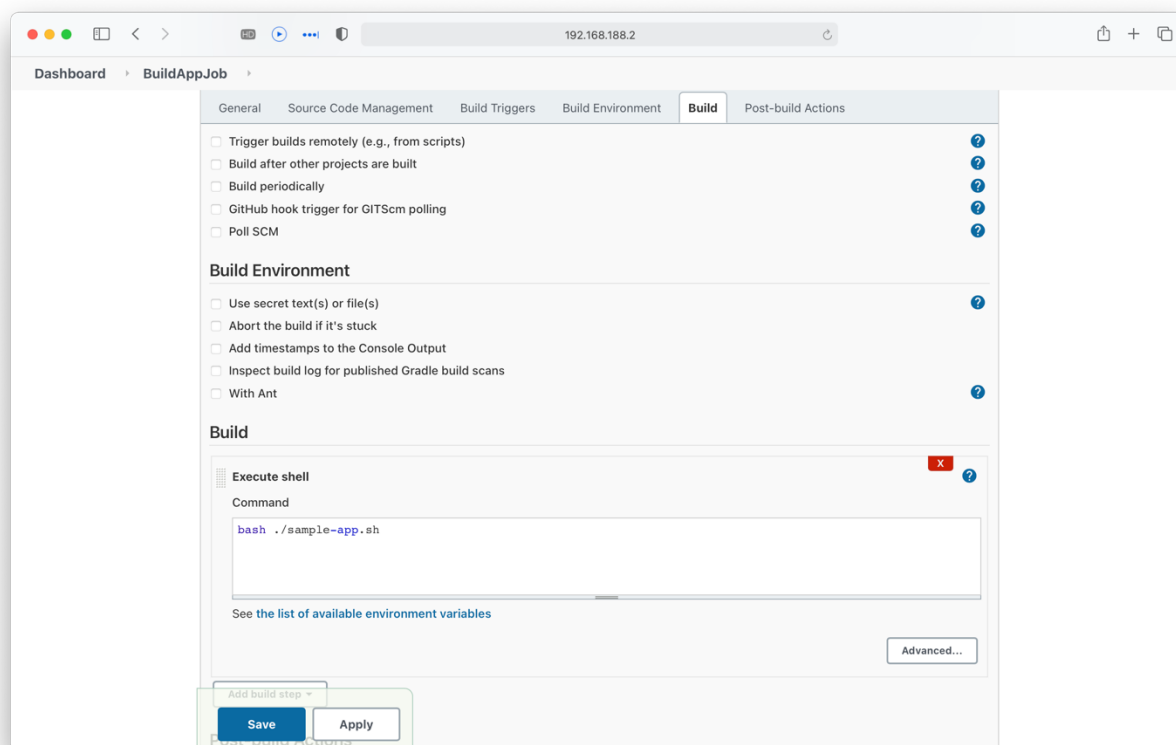 HD
192.168.188.2
Dashboard BuildAppJob
General Source Code Management Build Triggers Build Environment Build Post-build Actions
Trigger builds remotely (e.g., from scripts) ?
Build after other projects are built ?
Build periodically ?
GitHub hook trigger for GITScm polling ?
Poll SCM ?
Build Environment
Use secret text(s) or file(s) ?
Abort the build if it's stuck
Add timestamps to the Console Output
Inspect build log for published Gradle build scans
With Ant ?
Build
X
Execute shell ?
Command
bash ./sample-app.sh
See the list of available environment variables
Advanced...
Add build step
Save Apply
Post-build Actions